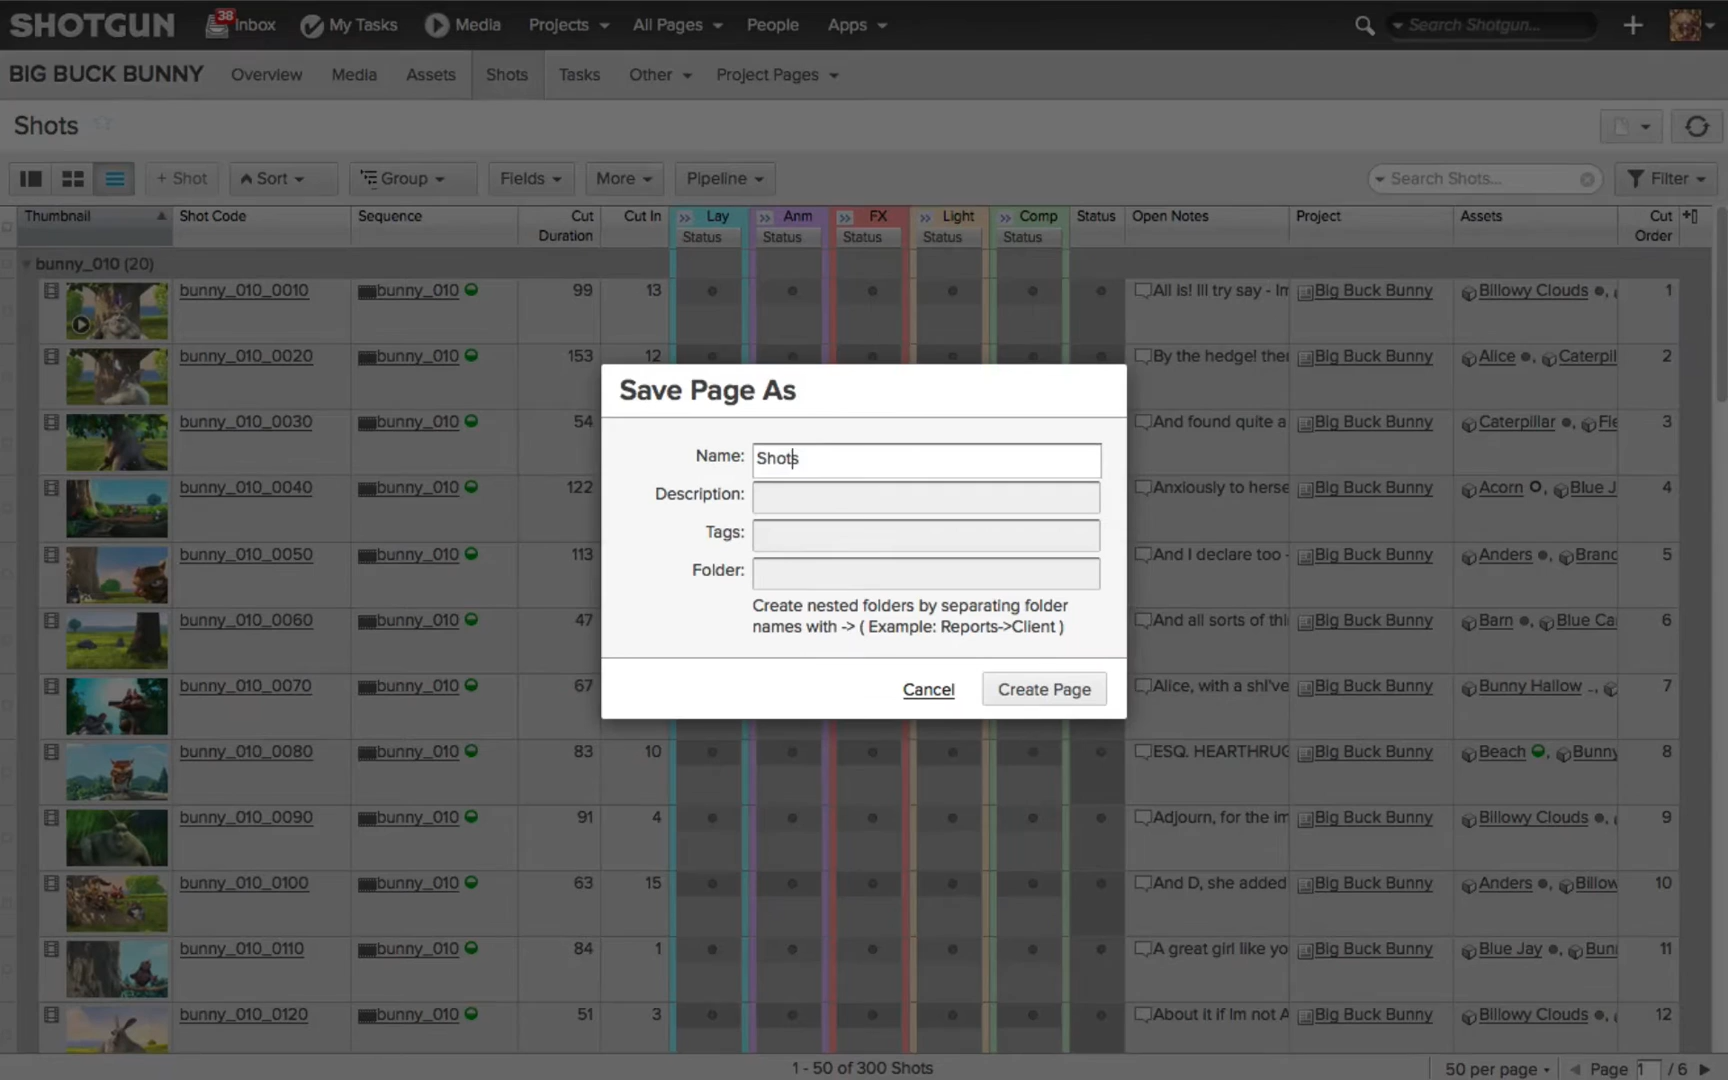 SHOTGUN 38 Inbox My Tasks Media Projects All Pages People Apps Search Shotgun...
BIG BUCK BUNNY Overview Media Assets Shots Tasks Other Project Pages
Shots
+ Shot Sort Group Fields More Pipeline Search Shots... Filter
Thumbnail Shot Code Sequence Cut Duration Cut In Lay Status Anm Status FX Status Light Status Comp Status Status Open Notes Project Assets Cut Order
bunny_010 (20)
bunny_010_0010 bunny_010 99 13 All is! Ill try say - Im Big Buck Bunny Billowy Clouds , 1
bunny_010_0020 bunny_010 153 12 By the hedge! Big Buck Bunny Alice , Caterpil 2
bunny_010_0030 bunny_010 54 And found quite a Big Buck Bunny Caterpillar , Fle 3
bunny_010_0040 bunny_010 122 Anxiously to herse Big Buck Bunny Acorn , Blue J 4
bunny_010_0050 bunny_010 113 And I declare too - Big Buck Bunny Anders , Branc 5
bunny_010_0060 bunny_010 47 And all sorts of thi Big Buck Bunny Barn , Blue Ca 6
bunny_010_0070 bunny_010 67 Alice, with a shI've Big Buck Bunny Bunny Hallow , 7
bunny_010_0080 bunny_010 83 10 ESQ. HEARTHRUG Big Buck Bunny Beach , Bunny 8
bunny_010_0090 bunny_010 91 4 Adjourn, for the im Big Buck Bunny Billowy Clouds , 9
bunny_010_0100 bunny_010 63 15 And D, she added Big Buck Bunny Anders , Billow 10
bunny_010_0110 bunny_010 84 1 A great girl like yo Big Buck Bunny Blue Jay , Bun 11
bunny_010_0120 bunny_010 51 3 About it if Im not A Big Buck Bunny Billowy Clouds , 12
Save Page As
Name: Shots
Description:
Tags:
Folder:
Create nested folders by separating folder
names with -> ( Example: Reports->Client )
Cancel Create Page
1 - 50 of 300 Shots 50 per page Page 1 / 6